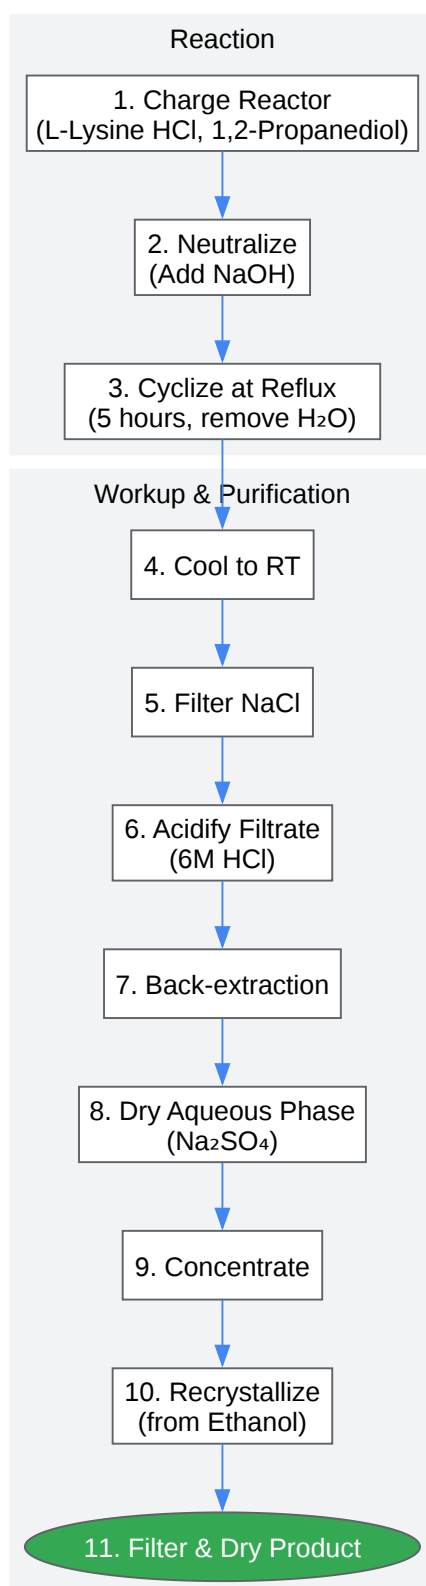 Reaction
1. Charge Reactor
(L-Lysine HCl, 1,2-Propanediol)
2. Neutralize
(Add NaOH)
3. Cyclize at Reflux
(5 hours, remove H₂O)
Workup & Purification
4. Cool to RT
5. Filter NaCl
6. Acidify Filtrate
(6M HCl)
7. Back-extraction
8. Dry Aqueous Phase
(Na₂SO₄)
9. Concentrate
10. Recrystallize
(from Ethanol)
11. Filter & Dry Product